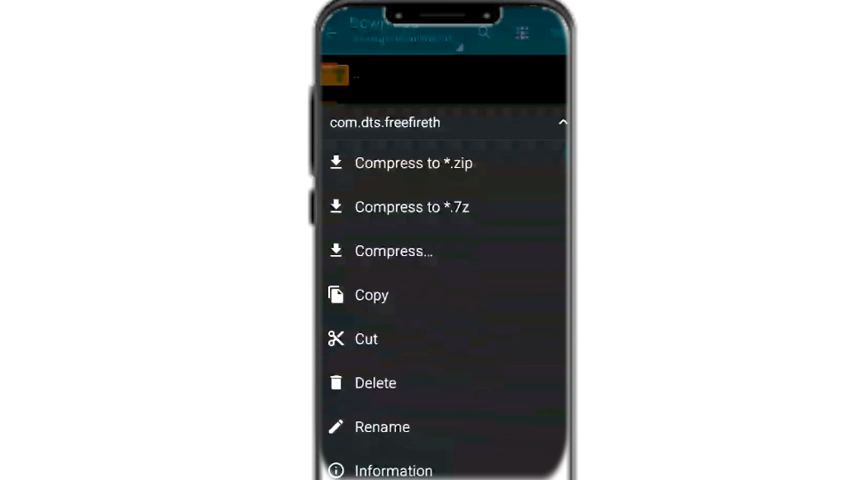 ..
com.dts.freefireth
Compress to *.zip
Compress to *.7z
Compress...
Copy
Cut
Delete
Rename
Information